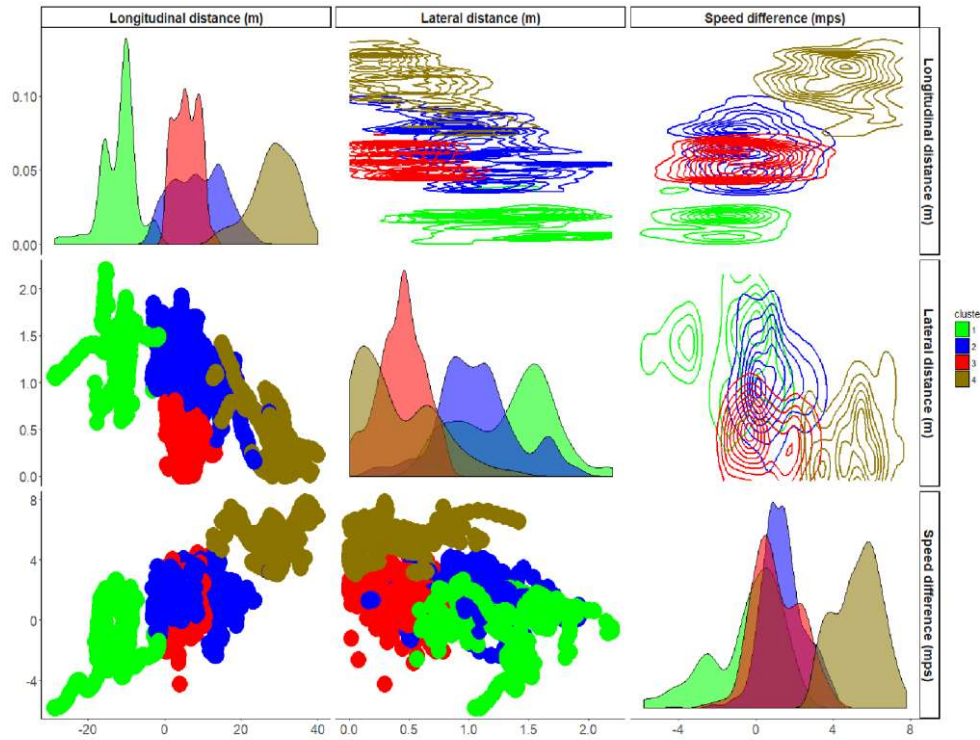 Longitudinal distance (m) Lateral distance (m) Speed difference (mps)
0.10
0.05
0.00
Longitudinal distance (m)
2.0
1.5
1.0
0.5
0.0
Lateral distance (m)
cluste
1
2
3
4
8
4
0
-4
Speed difference (mps)
-20 0 20 40 0.0 0.5 1.0 1.5 2.0 -4 0 4 8